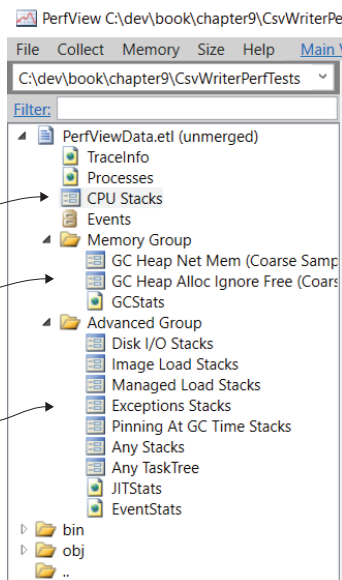 PerfView C:\dev\book\chapter9\CsvWriterPe
File Collect Memory Size Help Main
C:\dev\book\chapter9\CsvWriterPerfTests
Filter:
PerfViewData.etl (unmerged)
TraceInfo
Processes
CPU Stacks
Events
Memory Group
GC Heap Net Mem (Coarse Samp
GC Heap Alloc Ignore Free (Coars
GCStats
Advanced Group
Disk I/O Stacks
Image Load Stacks
Managed Load Stacks
Exceptions Stacks
Pinning At GC Time Stacks
Any Stacks
Any TaskTree
JITStats
EventStats
bin
obj
..